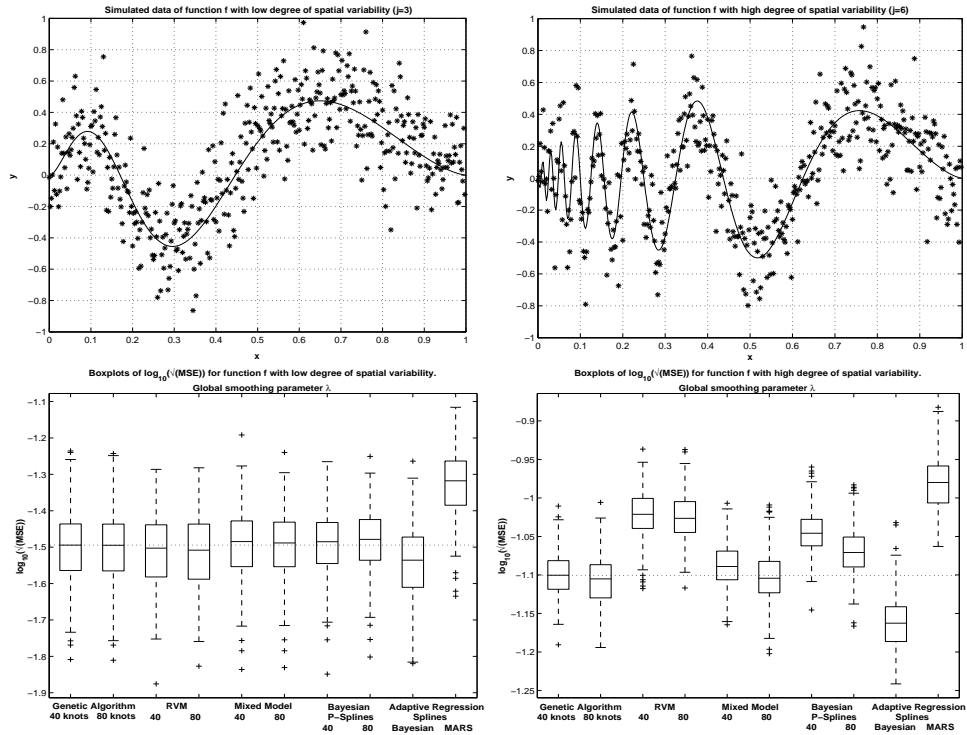 Simulated data of function f with low degree of spatial variability (j=3)
1
0.8
0.6
0.4
0.2
0
−0.2
−0.4
−0.6
−0.8
−1
y
0 0.1 0.2 0.3 0.4 0.5 0.6 0.7 0.8 0.9 1
x
Simulated data of function f with high degree of spatial variability (j=6)
1
0.8
0.6
0.4
0.2
0
−0.2
−0.4
−0.6
−0.8
−1
y
0 0.1 0.2 0.3 0.4 0.5 0.6 0.7 0.8 0.9 1
x
Boxplots of log10(√(MSE)) for function f with low degree of spatial variability.
Global smoothing parameter λ
−1.1
−1.2
−1.3
−1.4
−1.5
−1.6
−1.7
−1.8
−1.9
log10(√(MSE))
Genetic Algorithm RVM Mixed Model Bayesian Adaptive Regression
40 knots 80 knots 40 80 40 80 P−Splines Splines
40 80 Bayesian MARS
Boxplots of log10(√(MSE)) for function f with high degree of spatial variability.
Global smoothing parameter λ
−0.9
−0.95
−1
−1.05
−1.1
−1.15
−1.2
−1.25
log10(√(MSE))
Genetic Algorithm RVM Mixed Model Bayesian Adaptive Regression
40 knots 80 knots 40 80 40 80 P−Splines Splines
40 80 Bayesian MARS